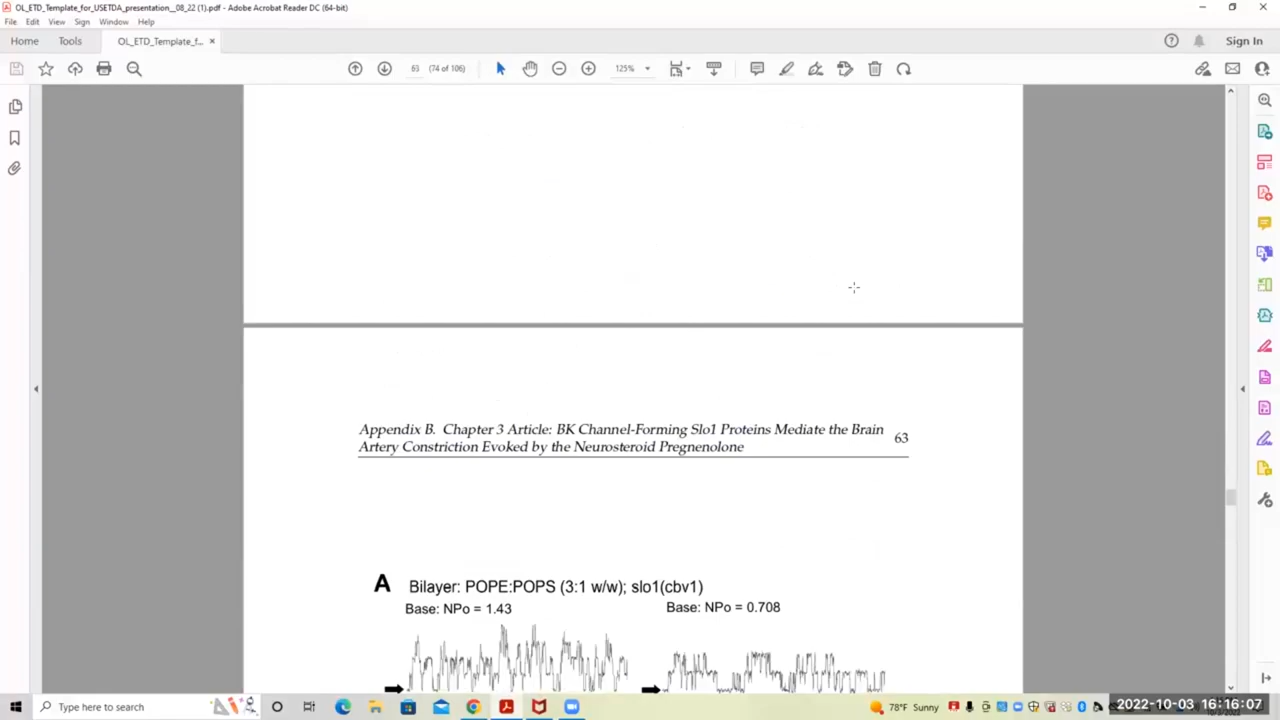 OL_ETD_Template_for_USETDA_presentation__08_22 (1).pdf - Adobe Acrobat Reader DC (64-bit)
File Edit View Sign Window Help
Home Tools OL_ETD_Template_f... × Sign In
63 (74 of 106) 125%
Appendix B. Chapter 3 Article: BK Channel-Forming Slo1 Proteins Mediate the Brain
Artery Constriction Evoked by the Neurosteroid Pregnenolone
63
A Bilayer: POPE:POPS (3:1 w/w); slo1(cbv1)
Base: NPo = 1.43 Base: NPo = 0.708
Type here to search 78°F Sunny 2022-10-03 16:16:07